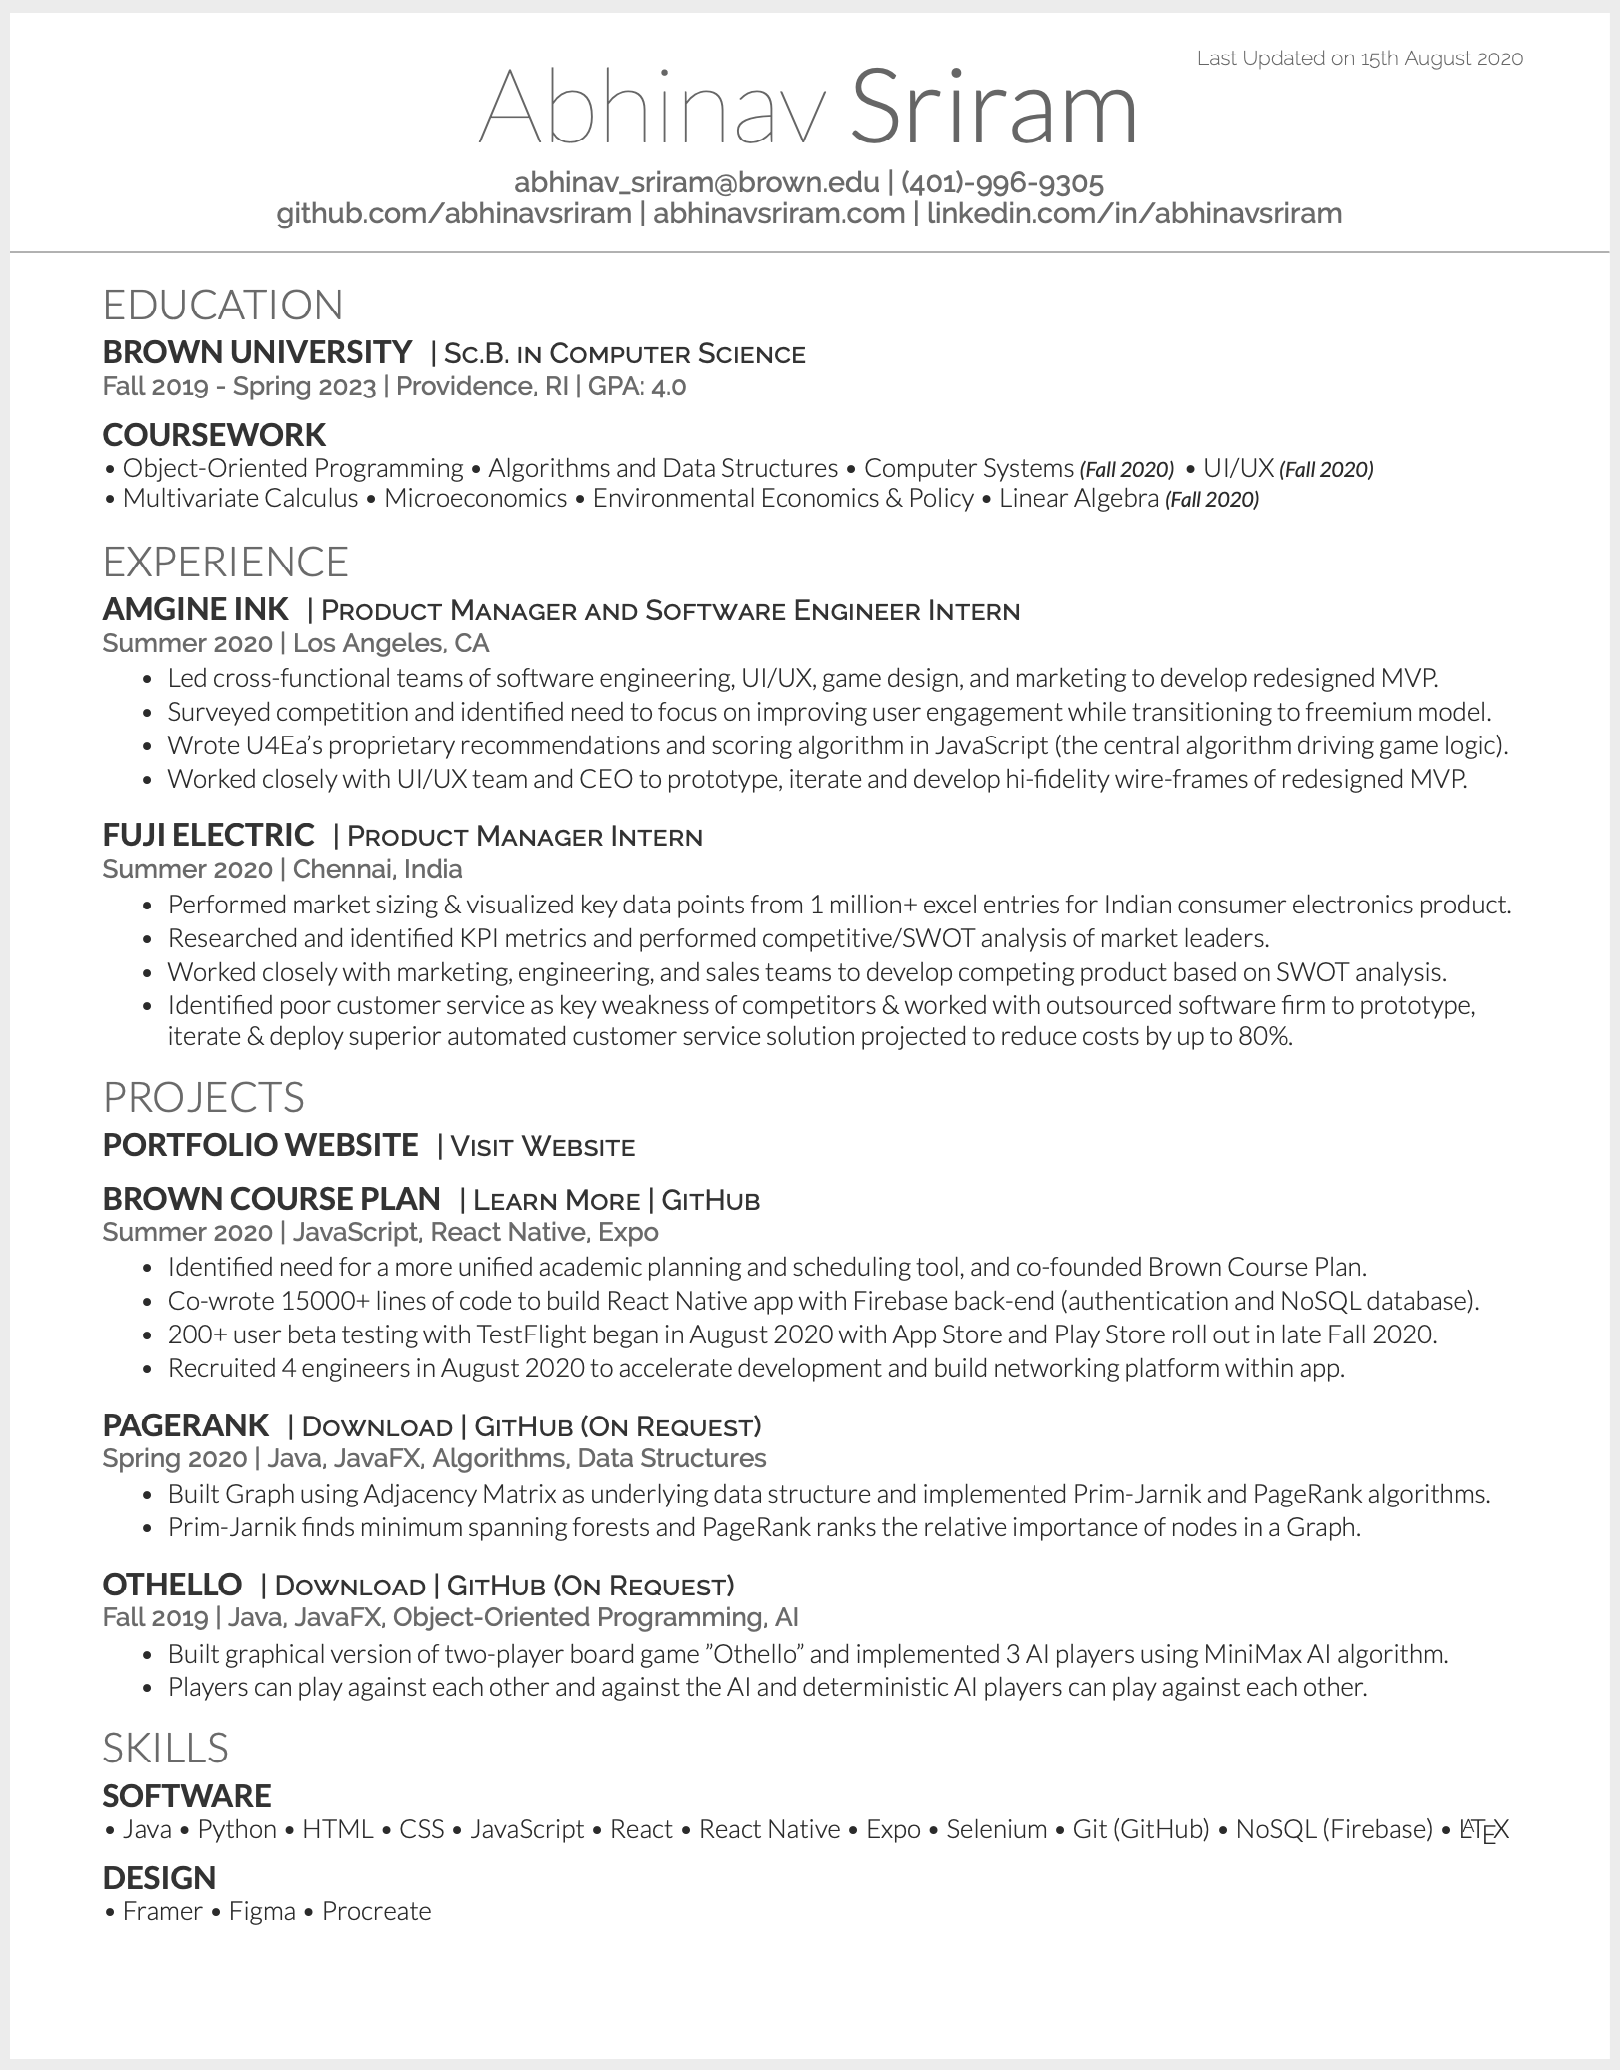 Last Updated on 15th August 2020
Abhinav Sriram
abhinav_sriram@brown.edu | (401)-996-9305
github.com/abhinavsriram | abhinavsriram.com | linkedin.com/in/abhinavsriram
EDUCATION
BROWN UNIVERSITY | Sc.B. in Computer Science
Fall 2019 - Spring 2023 | Providence, RI | GPA: 4.0
COURSEWORK
• Object-Oriented Programming • Algorithms and Data Structures • Computer Systems (Fall 2020) • UI/UX (Fall 2020)
• Multivariate Calculus • Microeconomics • Environmental Economics & Policy • Linear Algebra (Fall 2020)
EXPERIENCE
AMGINE INK | Product Manager and Software Engineer Intern
Summer 2020 | Los Angeles, CA
• Led cross-functional teams of software engineering, UI/UX, game design, and marketing to develop redesigned MVP.
• Surveyed competition and identified need to focus on improving user engagement while transitioning to freemium model.
• Wrote U4Ea's proprietary recommendations and scoring algorithm in JavaScript (the central algorithm driving game logic).
• Worked closely with UI/UX team and CEO to prototype, iterate and develop hi-fidelity wire-frames of redesigned MVP.
FUJI ELECTRIC | Product Manager Intern
Summer 2020 | Chennai, India
• Performed market sizing & visualized key data points from 1 million+ excel entries for Indian consumer electronics product.
• Researched and identified KPI metrics and performed competitive/SWOT analysis of market leaders.
• Worked closely with marketing, engineering, and sales teams to develop competing product based on SWOT analysis.
• Identified poor customer service as key weakness of competitors & worked with outsourced software firm to prototype,
iterate & deploy superior automated customer service solution projected to reduce costs by up to 80%.
PROJECTS
PORTFOLIO WEBSITE | Visit Website
BROWN COURSE PLAN | Learn More | GitHub
Summer 2020 | JavaScript, React Native, Expo
• Identified need for a more unified academic planning and scheduling tool, and co-founded Brown Course Plan.
• Co-wrote 15000+ lines of code to build React Native app with Firebase back-end (authentication and NoSQL database).
• 200+ user beta testing with TestFlight began in August 2020 with App Store and Play Store roll out in late Fall 2020.
• Recruited 4 engineers in August 2020 to accelerate development and build networking platform within app.
PAGERANK | Download | GitHub (On Request)
Spring 2020 | Java, JavaFX, Algorithms, Data Structures
• Built Graph using Adjacency Matrix as underlying data structure and implemented Prim-Jarnik and PageRank algorithms.
• Prim-Jarnik finds minimum spanning forests and PageRank ranks the relative importance of nodes in a Graph.
OTHELLO | Download | GitHub (On Request)
Fall 2019 | Java, JavaFX, Object-Oriented Programming, AI
• Built graphical version of two-player board game ”Othello” and implemented 3 AI players using MiniMax AI algorithm.
• Players can play against each other and against the AI and deterministic AI players can play against each other.
SKILLS
SOFTWARE
• Java • Python • HTML • CSS • JavaScript • React • React Native • Expo • Selenium • Git (GitHub) • NoSQL (Firebase) • LATEX
DESIGN
• Framer • Figma • Procreate